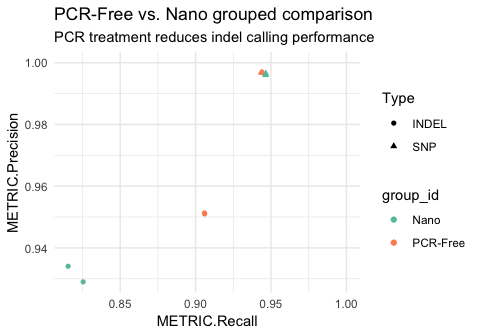 PCR-Free vs. Nano grouped comparison
PCR treatment reduces indel calling performance
1.00
0.98
0.96
0.94
METRIC.Precision
0.85
0.90
0.95
1.00
METRIC.Recall
Type
INDEL
SNP
group_id
Nano
PCR-Free